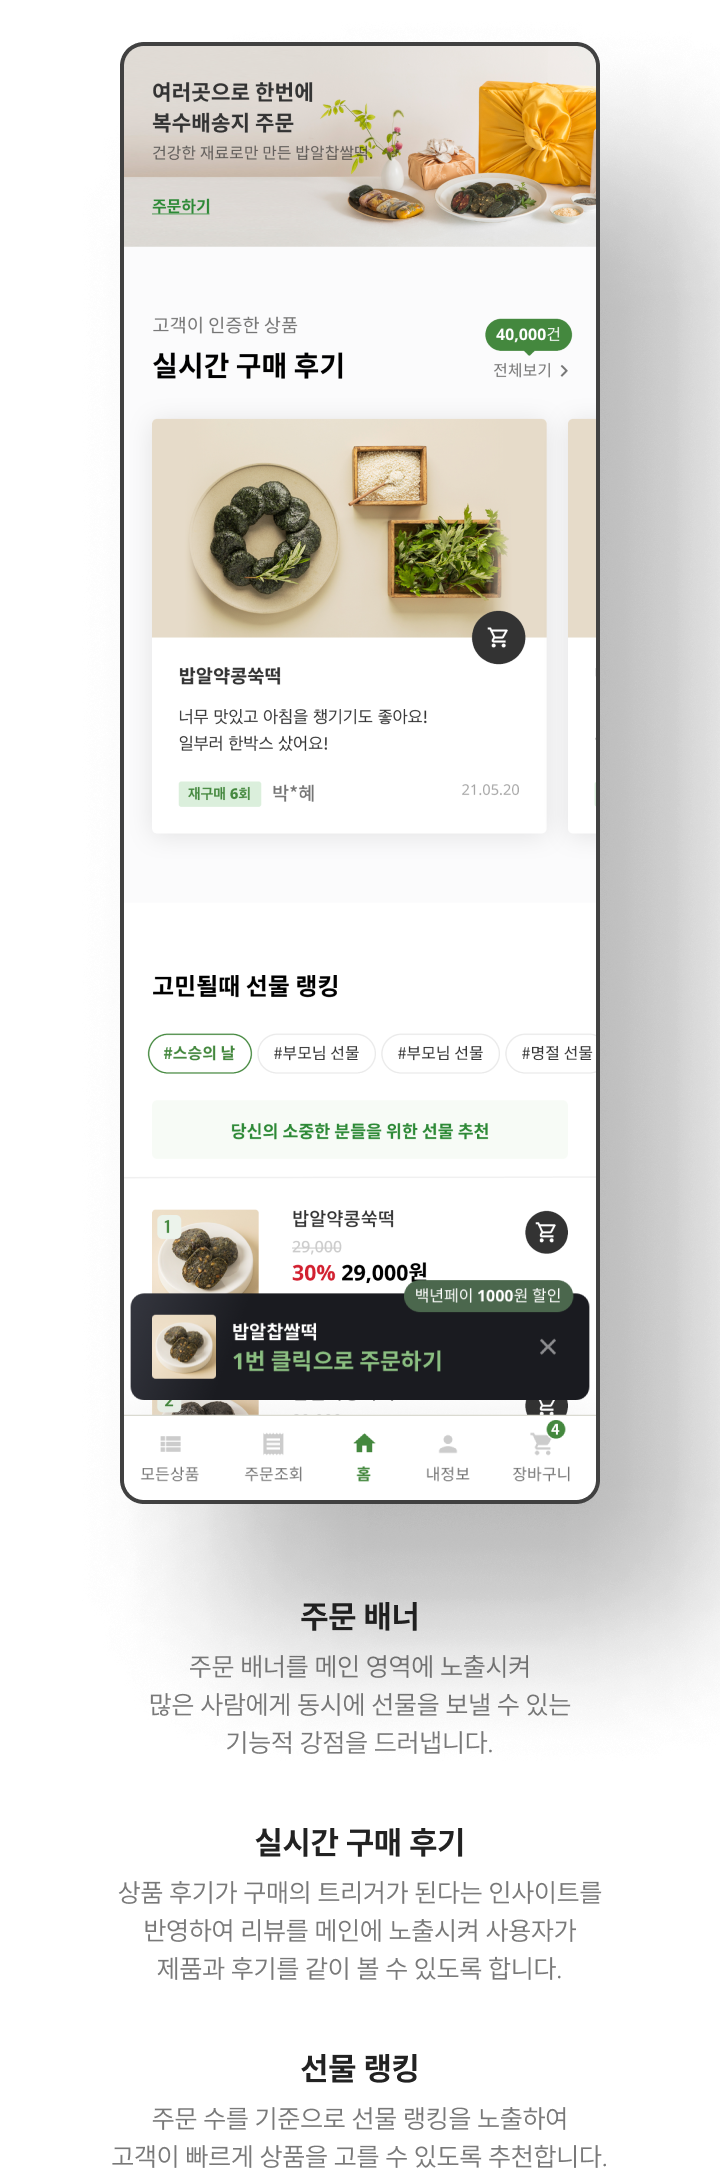 여러곳으로 한번에
복수배송지 주문
건강한 재료로만 만든 밥알찹쌀떡.
주문하기
고객이 인증한 상품
실시간 구매 후기
40,000건
전체보기
밥알약콩쑥떡
너무 맛있고 아침을 챙기기도 좋아요!
일부러 한박스 샀어요!
재구매 6회 박*혜 21.05.20
고민될때 선물 랭킹
#스승의 날 #부모님 선물 #부모님 선물 #명절 선물
당신의 소중한 분들을 위한 선물 추천
1
밥알약콩쑥떡
29,000
30% 29,000원
백년페이 1000원 할인
밥알찹쌀떡
1번 클릭으로 주문하기
2
4
모든상품 주문조회 홈 내정보 장바구니
주문 배너
주문 배너를 메인 영역에 노출시켜
많은 사람에게 동시에 선물을 보낼 수 있는
기능적 강점을 드러냅니다.
실시간 구매 후기
상품 후기가 구매의 트리거가 된다는 인사이트를
반영하여 리뷰를 메인에 노출시켜 사용자가
제품과 후기를 같이 볼 수 있도록 합니다.
선물 랭킹
주문 수를 기준으로 선물 랭킹을 노출하여
고객이 빠르게 상품을 고를 수 있도록 추천합니다.